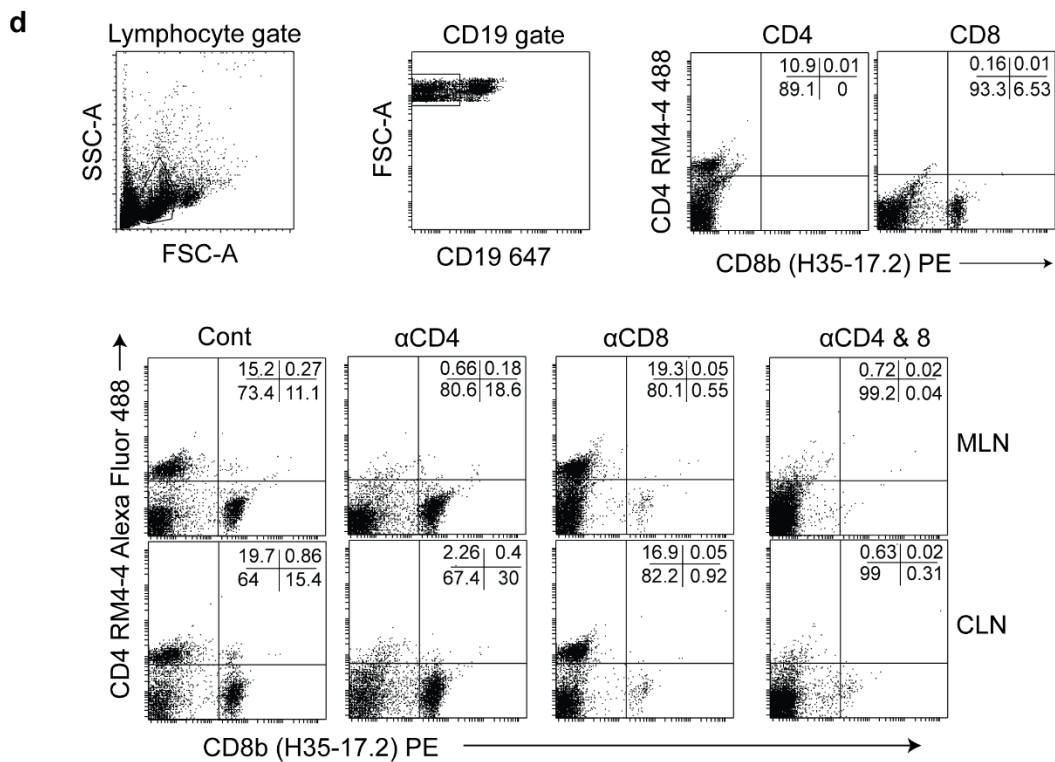 d
Lymphocyte gate
SSC-A
FSC-A
CD19 gate
FSC-A
CD19 647
CD4
CD8
CD4 RM4-4 488
10.9 0.01
89.1 0
0.16 0.01
93.3 6.53
CD8b (H35-17.2) PE
Cont
αCD4
αCD8
αCD4 & 8
CD4 RM4-4 Alexa Fluor 488
15.2 0.27
73.4 11.1
0.66 0.18
80.6 18.6
19.3 0.05
80.1 0.55
0.72 0.02
99.2 0.04
MLN
19.7 0.86
64 15.4
2.26 0.4
67.4 30
16.9 0.05
82.2 0.92
0.63 0.02
99 0.31
CLN
CD8b (H35-17.2) PE